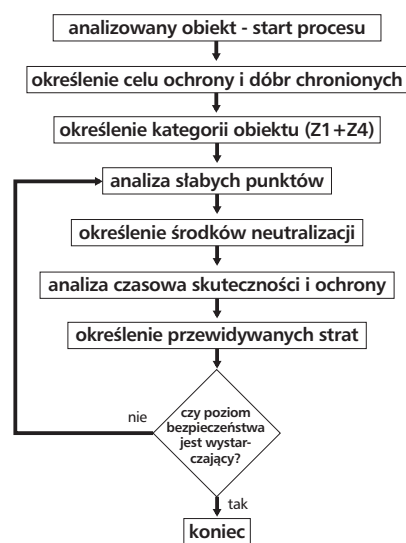 analizowany obiekt - start procesu
określenie celu ochrony i dóbr chronionych
określenie kategorii obiektu (Z1+Z4)
analiza słabych punktów
określenie środków neutralizacji
analiza czasowa skuteczności i ochrony
określenie przewidywanych strat
czy poziom
bezpieczeństwa
jest wystar-
czający?
nie
tak
koniec